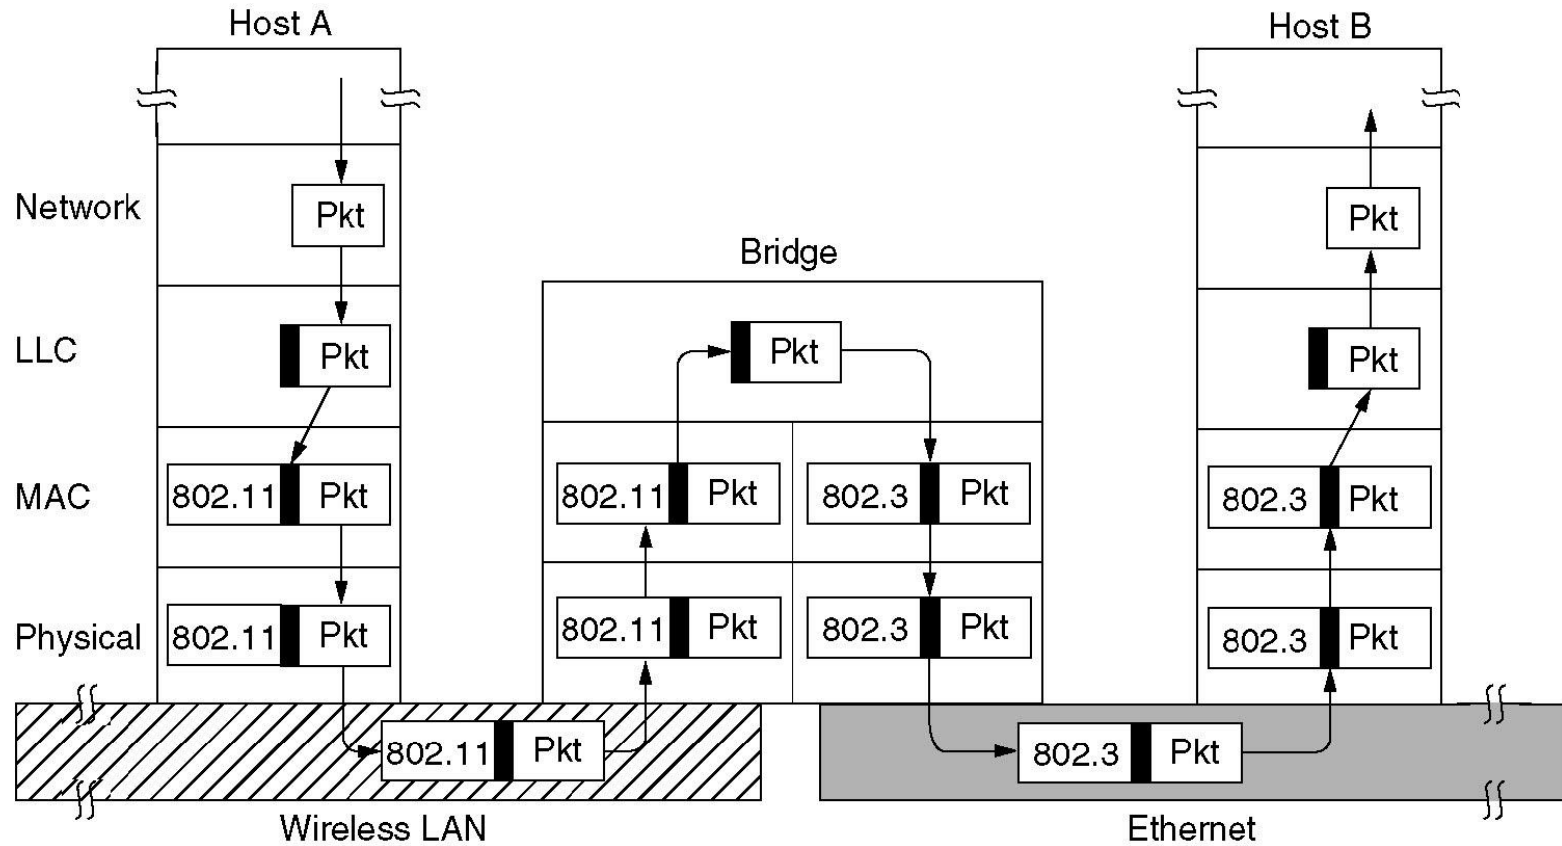 Host A
Host B
Network
Pkt
Pkt
Bridge
LLC
Pkt
Pkt
Pkt
MAC
802.11 Pkt
802.11 Pkt
802.3 Pkt
802.3 Pkt
Physical
802.11 Pkt
802.11 Pkt
802.3 Pkt
802.3 Pkt
802.11 Pkt
802.3 Pkt
Wireless LAN
Ethernet